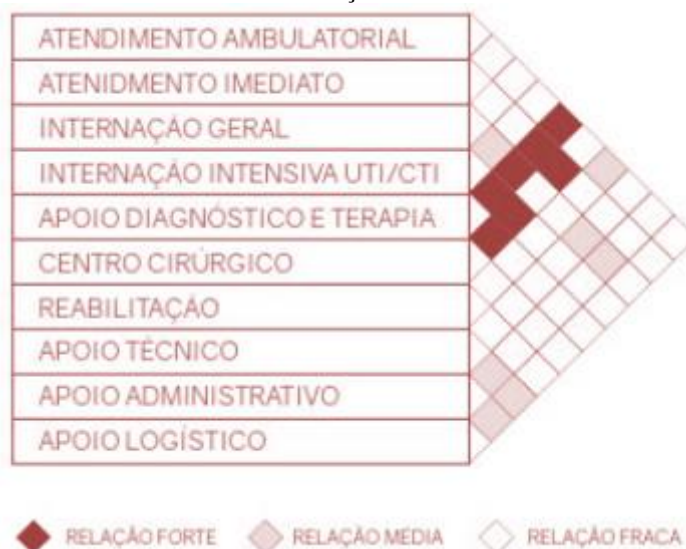 ATENDIMENTO AMBULATORIAL
ATENIDMENTO IMEDIATO
INTERNAÇÃO GERAL
INTERNAÇÃO INTENSIVA UTI/CTI
APOIO DIAGNÓSTICO E TERAPIA
CENTRO CIRÚRGICO
REABILITAÇÃO
APOIO TÉCNICO
APOIO ADMINISTRATIVO
APOIO LOGÍSTICO
RELAÇÃO FORTE RELAÇÃO MÉDIA RELAÇÃO FRACA